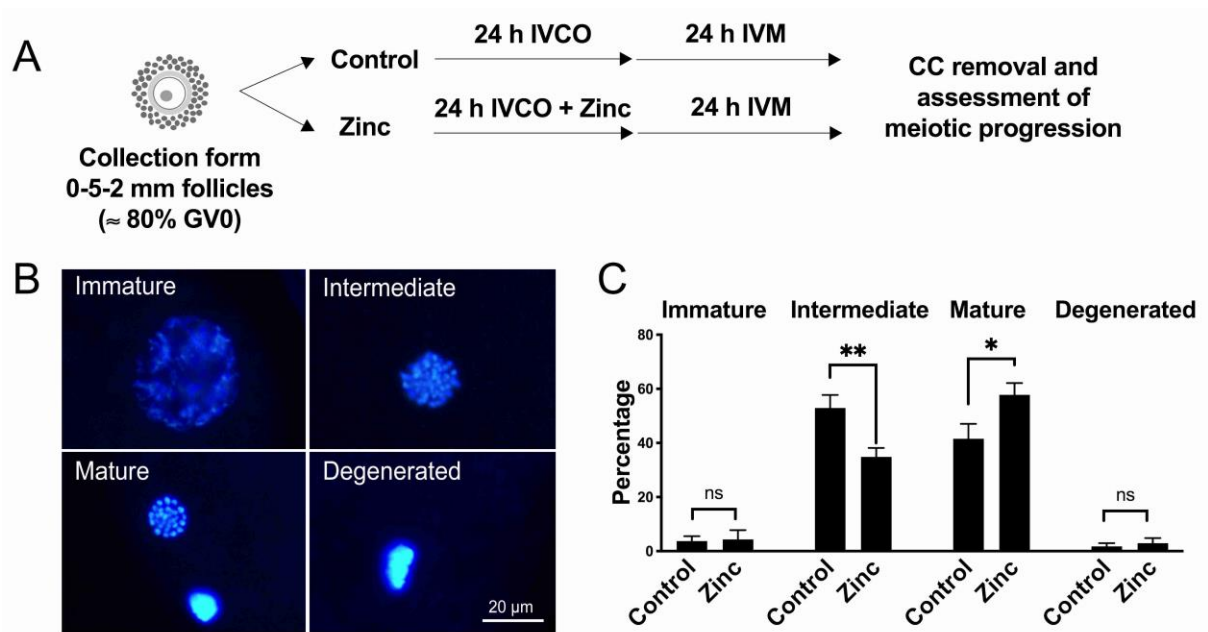 A
Control
24 h IVCO
24 h IVM
Zinc
24 h IVCO + Zinc
24 h IVM
CC removal and
assessment of
meiotic progression
Collection form
0-5-2 mm follicles
(≈ 80% GV0)
B
Immature
Intermediate
Mature
Degenerated
20 µm
C
Immature Intermediate Mature Degenerated
Percentage
80
60
40
20
0
ns
**
*
ns
Control
Zinc
Control
Zinc
Control
Zinc
Control
Zinc